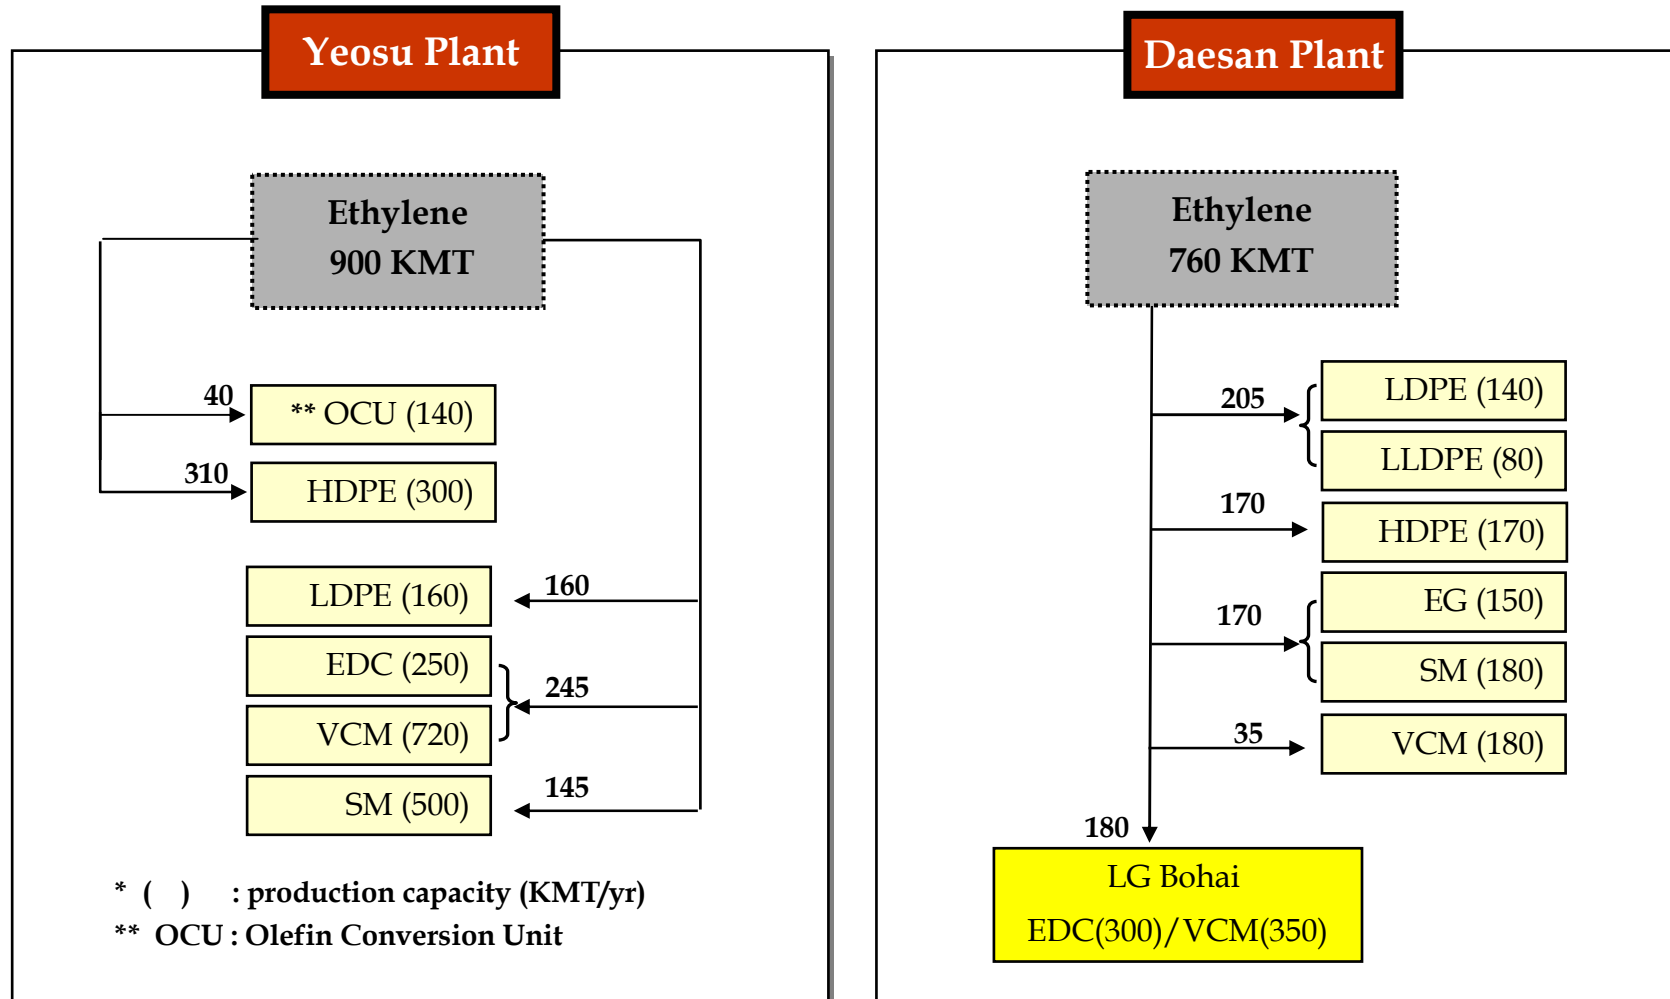 Yeosu Plant
Ethylene
900 KMT
40
** OCU (140)
310
HDPE (300)
LDPE (160)
160
EDC (250)
245
VCM (720)
SM (500)
145
* (   ) : production capacity (KMT/yr)
** OCU : Olefin Conversion Unit
Daesan Plant
Ethylene
760 KMT
205
LDPE (140)
LLDPE (80)
170
HDPE (170)
170
EG (150)
SM (180)
35
VCM (180)
180
LG Bohai
EDC(300)/VCM(350)